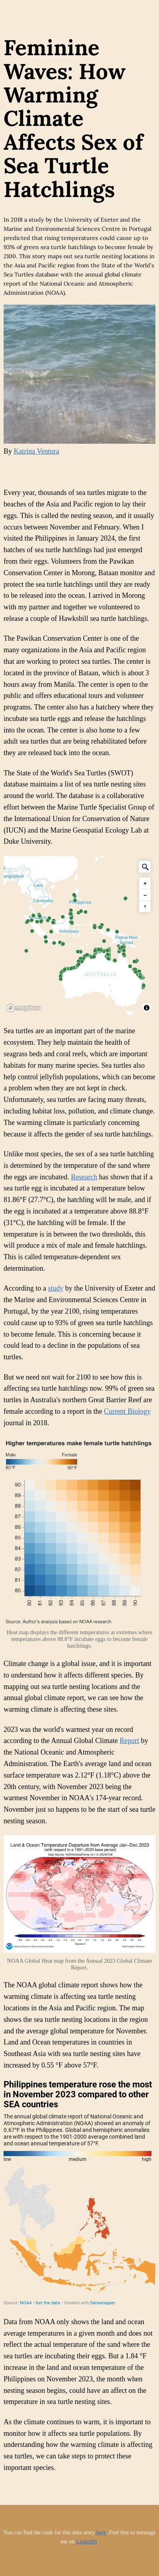 Feminine
Waves: How
Warming
Climate
Affects Sex of
Sea Turtle
Hatchlings
In 2018 a study by the University of Exeter and the
Marine and Environmental Sciences Centre in Portugal
predicted that rising temperatures could cause up to
93% of green sea turtle hatchlings to become female by
2100. This story maps out sea turtle nesting locations in
the Asia and Pacific region from the State of the World's
Sea Turtles database with the annual global climate
report of the National Oceanic and Atmospheric
Administration (NOAA).
By Katrina Ventura
Every year, thousands of sea turtles migrate to the
beaches of the Asia and Pacific region to lay their
eggs. This is called the nesting season and it usually
occurs between November and February. When I
visited the Philippines in January 2024, the first
batches of sea turtle hatchlings had just emerged
from their eggs. Volunteers from the Pawikan
Conservation Center in Morong, Bataan monitor and
protect the sea turtle hatchlings until they are ready
to be released into the ocean. I arrived in Morong
right at sunset and together we volunteered to
release a couple of Hawksbill sea turtle hatchlings.
The Pawikan Conservation Center is one of the
many organizations in the Asia and Pacific region
that are working to protect sea turtles. The center is
located in the province of Bataan, which is about 3
hours away from Manila. The center is open to the
public and offers educational tours and volunteer
programs. The center also has a hatchery where they
incubate sea turtle eggs and release the hatchlings
into the ocean. The center is also home to a few
adult sea turtles that are being rehabilitated before
they are released back into the ocean.
The State of the World's Sea Turtles (SWOT)
database maintains a list of sea turtle nesting sites
around the world. The database is a collaboration
between the Marine Turtle Specialist Group of
the International Union for Conservation of Nature
(IUCN) and the Marine Geospatial Ecology Lab at
Duke University.
Laos
Cambodia
Philippines
Indonesia
Papua New
Guinea
AUSTRALIA
mapbox
Sea turtles are an important part of the marine
ecosystem. They help maintain the health of
seagrass beds and coral reefs, which are important
habitats for many marine species. Sea turtles also
help control jellyfish populations, which can become
a problem when they are not kept in check.
Unfortunately, sea turtles are facing many threats,
including habitat loss, pollution, and climate change.
The warming climate is particularly concerning
because it affects the gender of sea turtle hatchlings.
Unlike most species, the sex of a sea turtle hatchling
is determined by the temperature of the sand where
the eggs are incubated. Research has shown that if a
sea turtle egg is incubated at a temperature below
81.86°F (27.7°C), the hatchling will be male, and if
the egg is incubated at a temperature above 88.8°F
(31°C), the hatchling will be female. If the
temperature is in between the two thresholds, this
will produce a mix of male and female hatchlings.
This is called temperature-dependent sex
determination.
According to a study by the University of Exeter and
the Marine and Environmental Sciences Centre in
Portugal, by the year 2100, rising temperatures
could cause up to 93% of green sea turtle hatchlings
to become female. This is concerning because it
could lead to a decline in the populations of sea
turtles.
But we need not wait for 2100 to see how this is
affecting sea turtle hatchlings now. 99% of green sea
turtles in Australia's northern Great Barrier Reef are
female according to a report in the Current Biology
journal in 2018.
Higher temperatures make female turtle hatchlings
Male Female
80°F 90°F
90
89
88
87
86
85
84
83
82
81
80
80 81 82 83 84 85 86 87 88 89 90
Source: Author's analysis based on NOAA research
Heat map displays the different temperatures at extremes where
temperatures above 88.8°F incubate eggs to become female
hatchlings.
Climate change is a global issue, and it is important
to understand how it affects different species. By
mapping out sea turtle nesting locations and the
annual global climate report, we can see how the
warming climate is affecting these species.
2023 was the world's warmest year on record
according to the Annual Global Climate Report by
the National Oceanic and Atmospheric
Administration. The Earth's average land and ocean
surface temperature was 2.12°F (1.18°C) above the
20th century, with November 2023 being the
warmest November in NOAA's 174-year record.
November just so happens to be the start of sea turtle
nesting season.
Land & Ocean Temperature Departure from Average Jan-Dec 2023
(with respect to a 1991-2020 base period)
NOAA Global Heat map from the Annual 2023 Global Climate
Report.
The NOAA global climate report shows how the
warming climate is affecting sea turtle nesting
locations in the Asia and Pacific region. The map
shows the sea turtle nesting locations in the region
and the average global temperature for November.
Land and Ocean temperatures in countries in
Southeast Asia with sea turtle nesting sites have
increased by 0.55 °F above 57°F.
Philippines temperature rose the most
in November 2023 compared to other
SEA countries
The annual global climate report of National Oceanic and
Atmospheric Administration (NOAA) showed an anomaly of
0.67°F in the Philippines. Global and hemispheric anomalies
are with respect to the 1901-2000 average combined land
and ocean annual temperature of 57°F.
low medium high
Source: NOAA · Get the data · Created with Datawrapper
Data from NOAA only shows the land and ocean
average temperatures in a given month and does not
reflect the actual temperature of the sand where the
sea turtles are incubating their eggs. But a 1.84 °F
increase in the land and ocean temperature of the
Philippines on November 2023, the month when
nesting season begins, could have an affect on the
temperature in sea turtle nesting sites.
As the climate continues to warm, it is important to
monitor how it affects sea turtle populations. By
understanding how the warming climate is affecting
sea turtles, we can take steps to protect these
important species.
You can find the code for this data story here. Feel free to message
me on LinkedIn.